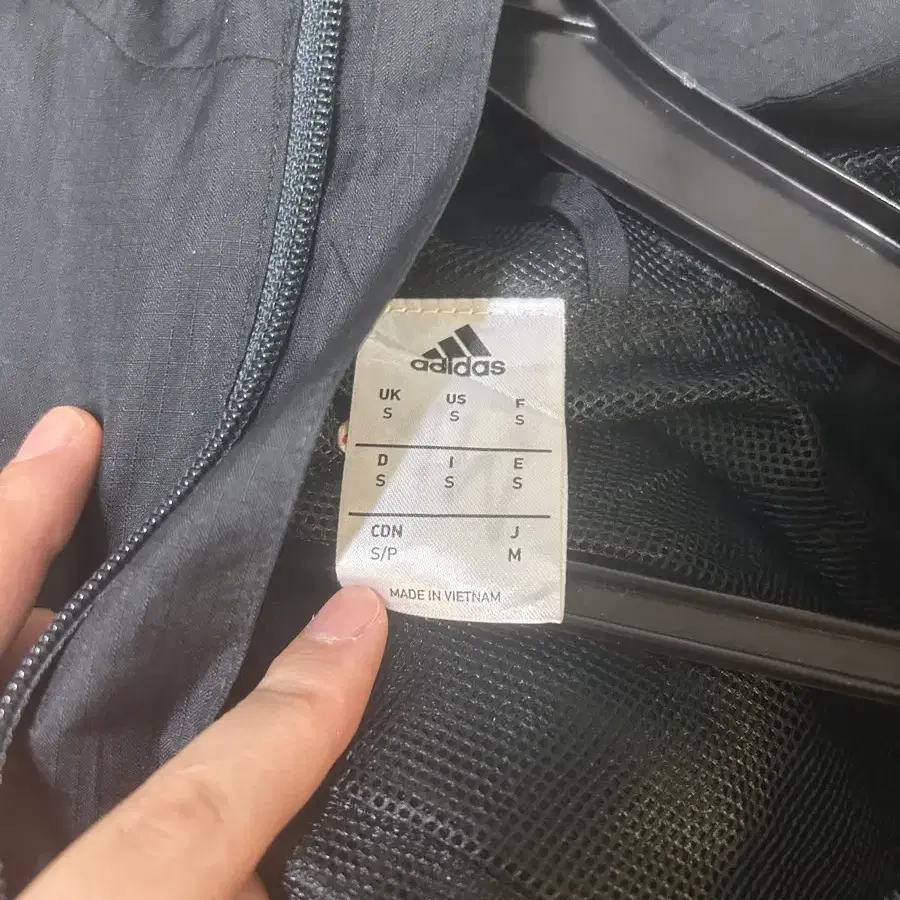 adidas
UK US F
S S S
D I E
S S S
CDN J
S/P M
MADE IN VIETNAM